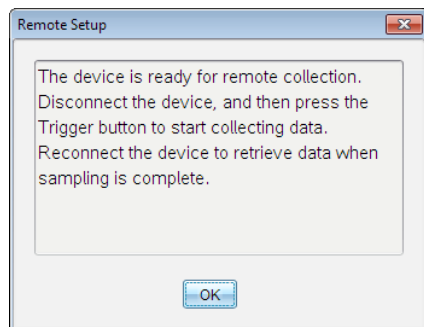 Remote Setup
The device is ready for remote collection.
Disconnect the device, and then press the
Trigger button to start collecting data.
Reconnect the device to retrieve data when
sampling is complete.
OK